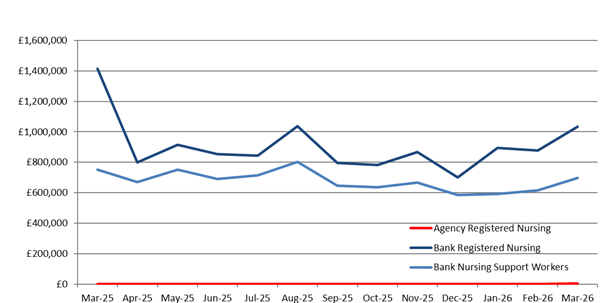 £1,600,000
£1,400,000
£1,200,000
£1,000,000
£800,000
£600,000
£400,000
£200,000
£0
Agency Registered Nursing
Bank Registered Nursing
Bank Nursing Support Workers
Mar-25 Apr-25 May-25 Jun-25 Jul-25 Aug-25 Sep-25 Oct-25 Nov-25 Dec-25 Jan-26 Feb-26 Mar-26